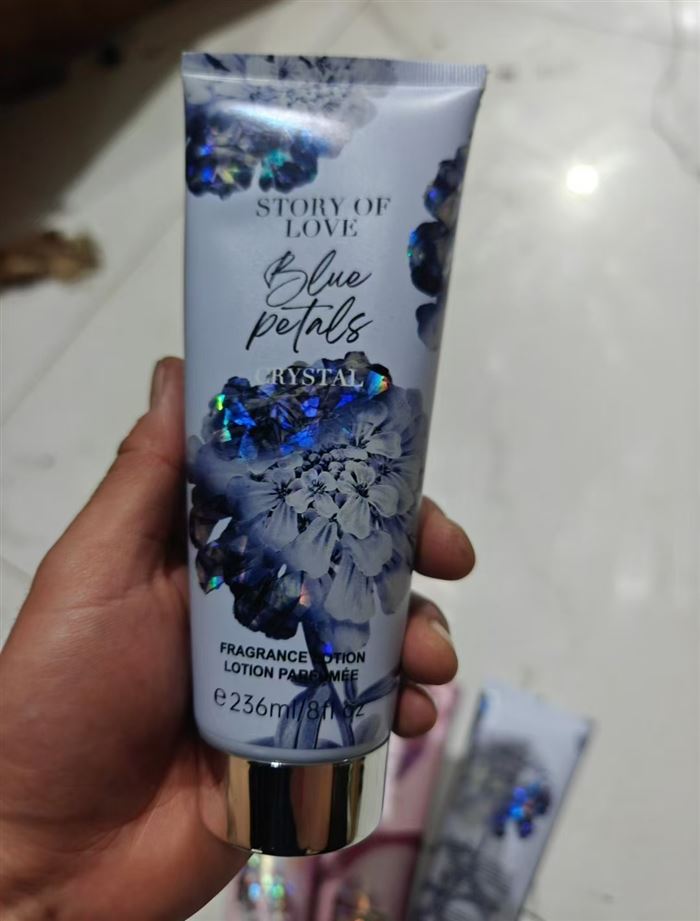 STORY OF
LOVE
Blue
petals
CRYSTAL
FRAGRANCE LOTION
LOTION PARFUMÉE
℮236ml/8fl oz